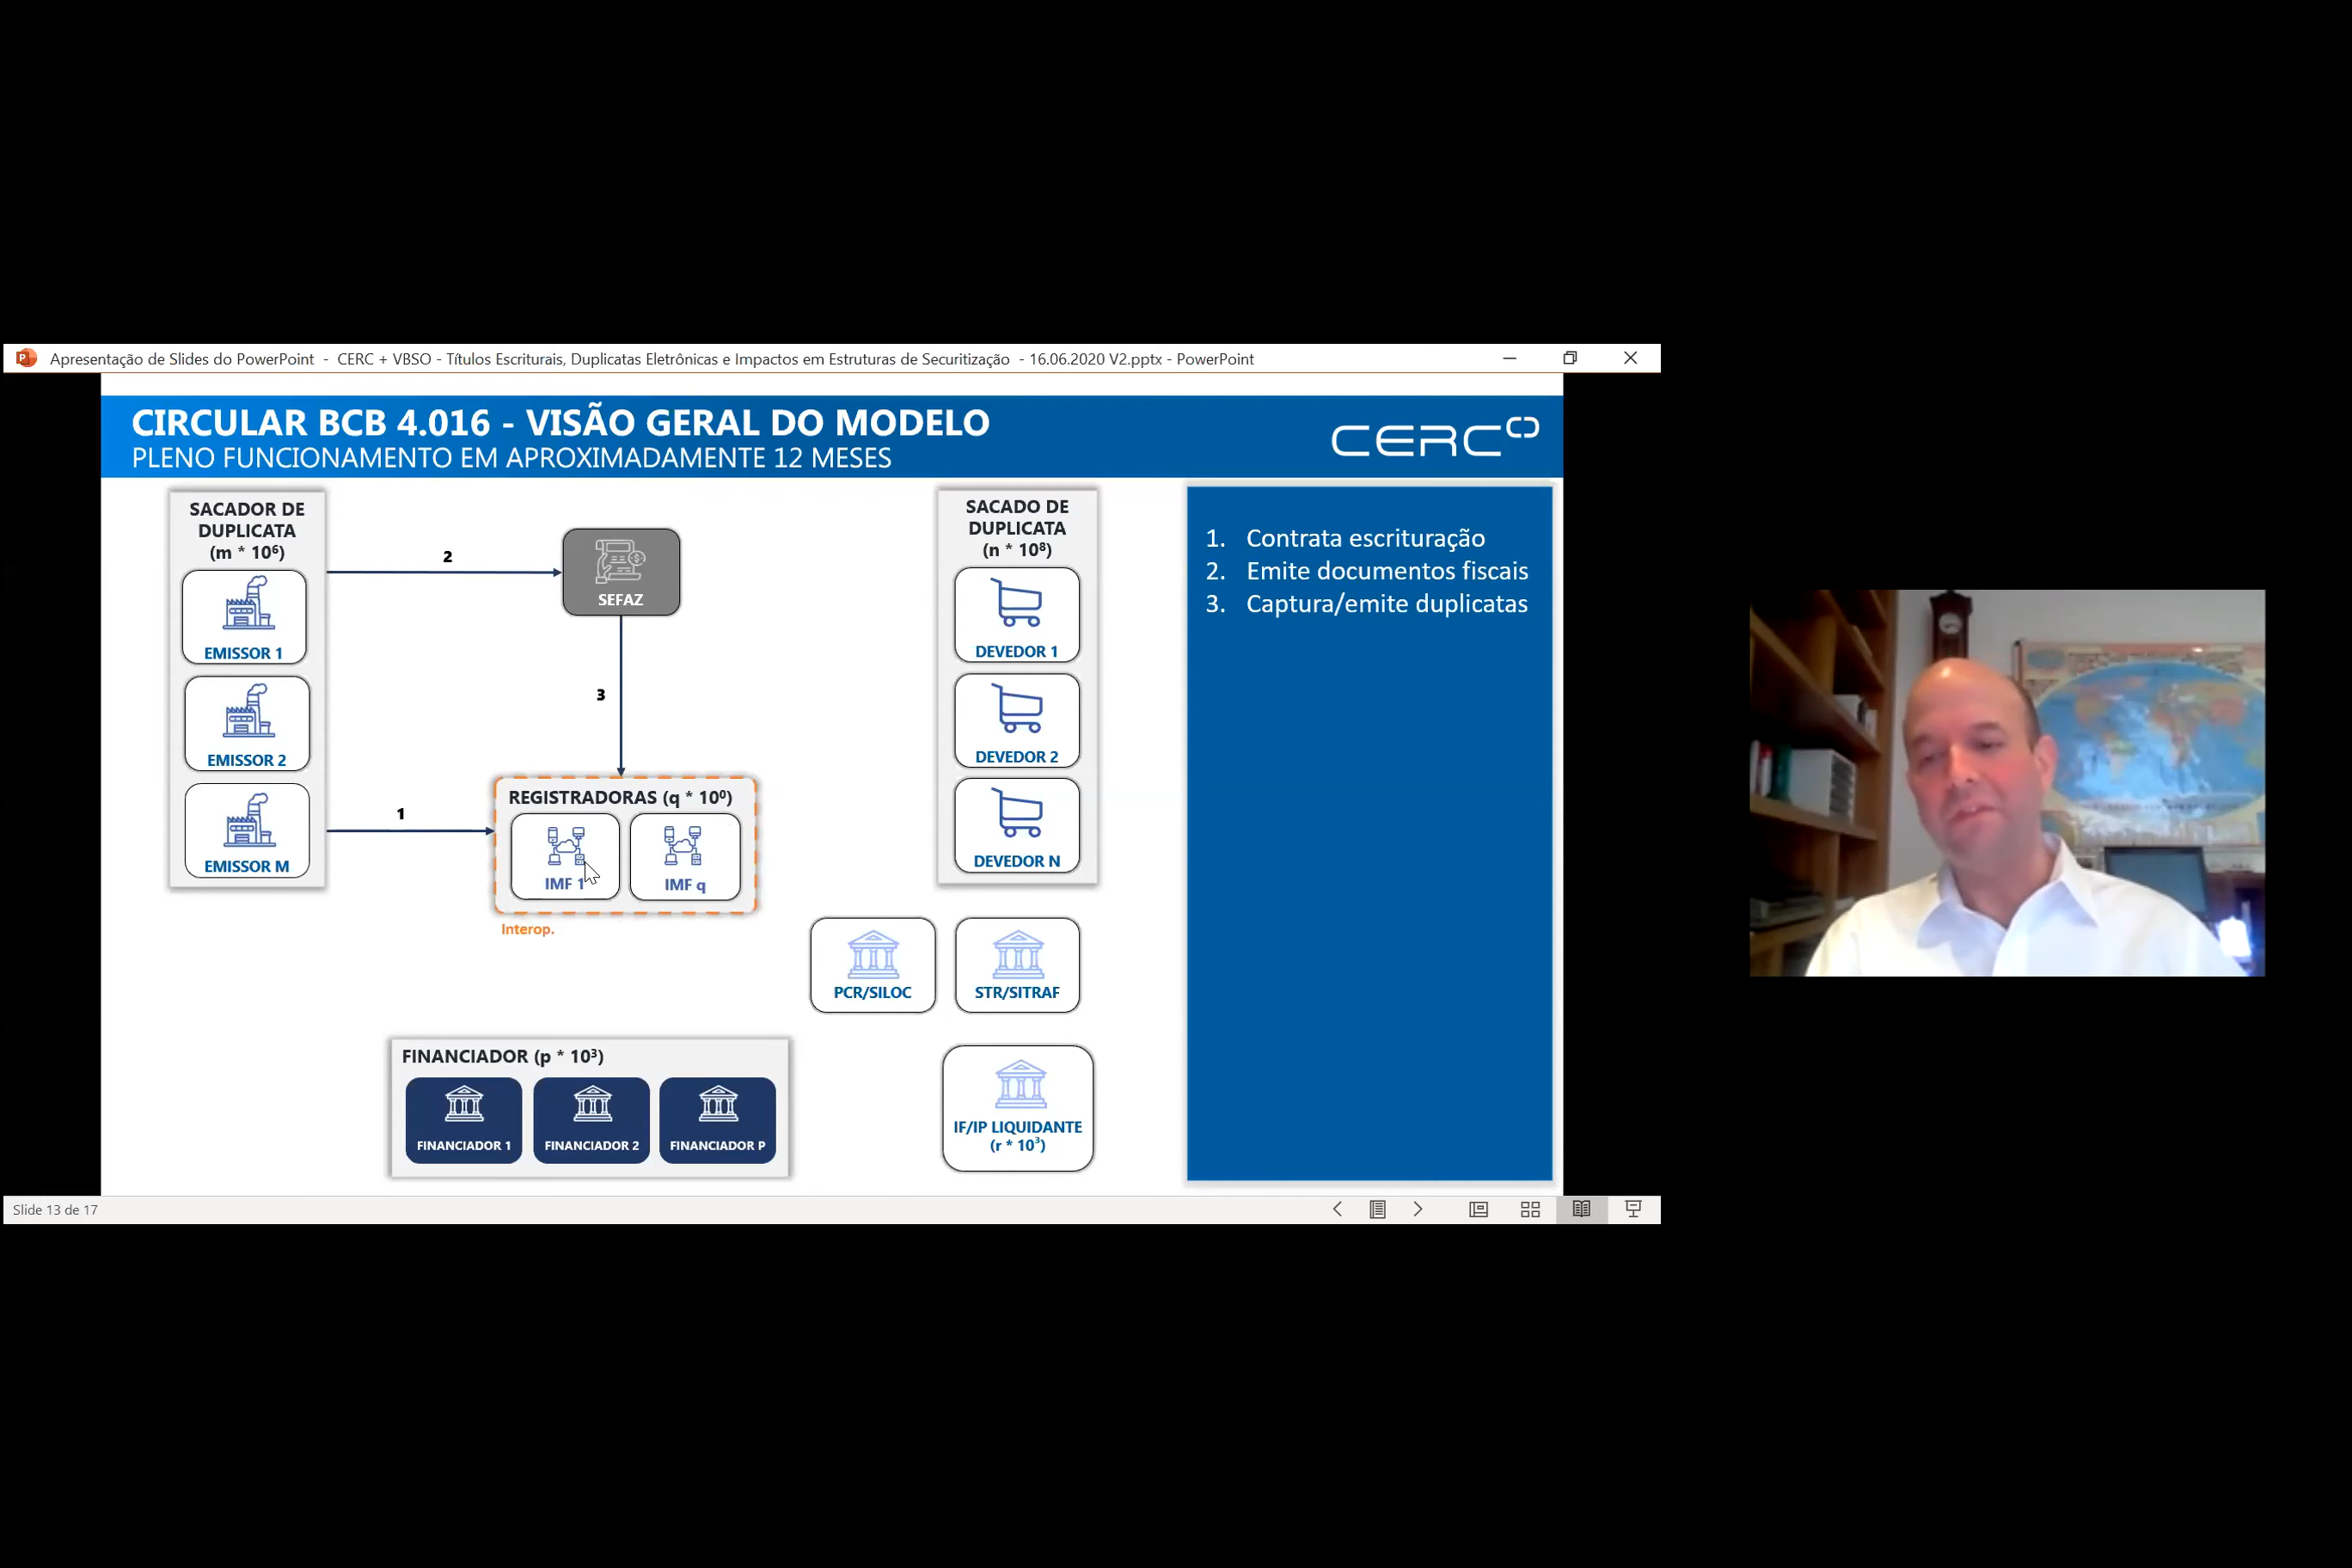 Apresentação de Slides do PowerPoint - CERC + VBSO - Títulos Escriturais, Duplicatas Eletrônicas e Impactos em Estruturas de Securitização - 16.06.2020 V2.pptx - PowerPoint
CIRCULAR BCB 4.016 - VISÃO GERAL DO MODELO
PLENO FUNCIONAMENTO EM APROXIMADAMENTE 12 MESES
CERC
SACADOR DE
DUPLICATA
(m * 10⁶)
EMISSOR 1
EMISSOR 2
EMISSOR M
2
SEFAZ
3
1
REGISTRADORAS (q * 10⁰)
IMF 1
IMF q
Interop.
SACADO DE
DUPLICATA
(n * 10⁸)
DEVEDOR 1
DEVEDOR 2
DEVEDOR N
PCR/SILOC
STR/SITRAF
FINANCIADOR (p * 10³)
FINANCIADOR 1
FINANCIADOR 2
FINANCIADOR P
IF/IP LIQUIDANTE
(r * 10³)
1. Contrata escrituração
2. Emite documentos fiscais
3. Captura/emite duplicatas
Slide 13 de 17